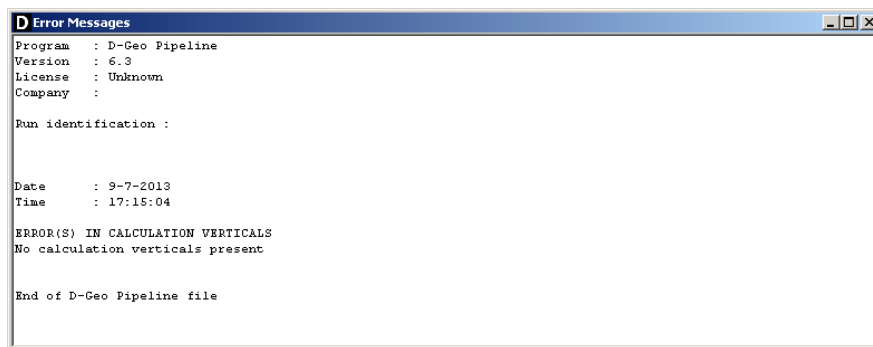 D Error Messages
Program : D-Geo Pipeline
Version : 6.3
License : Unknown
Company :
Run identification :
Date : 9-7-2013
Time : 17:15:04
ERROR(S) IN CALCULATION VERTICALS
No calculation verticals present
End of D-Geo Pipeline file